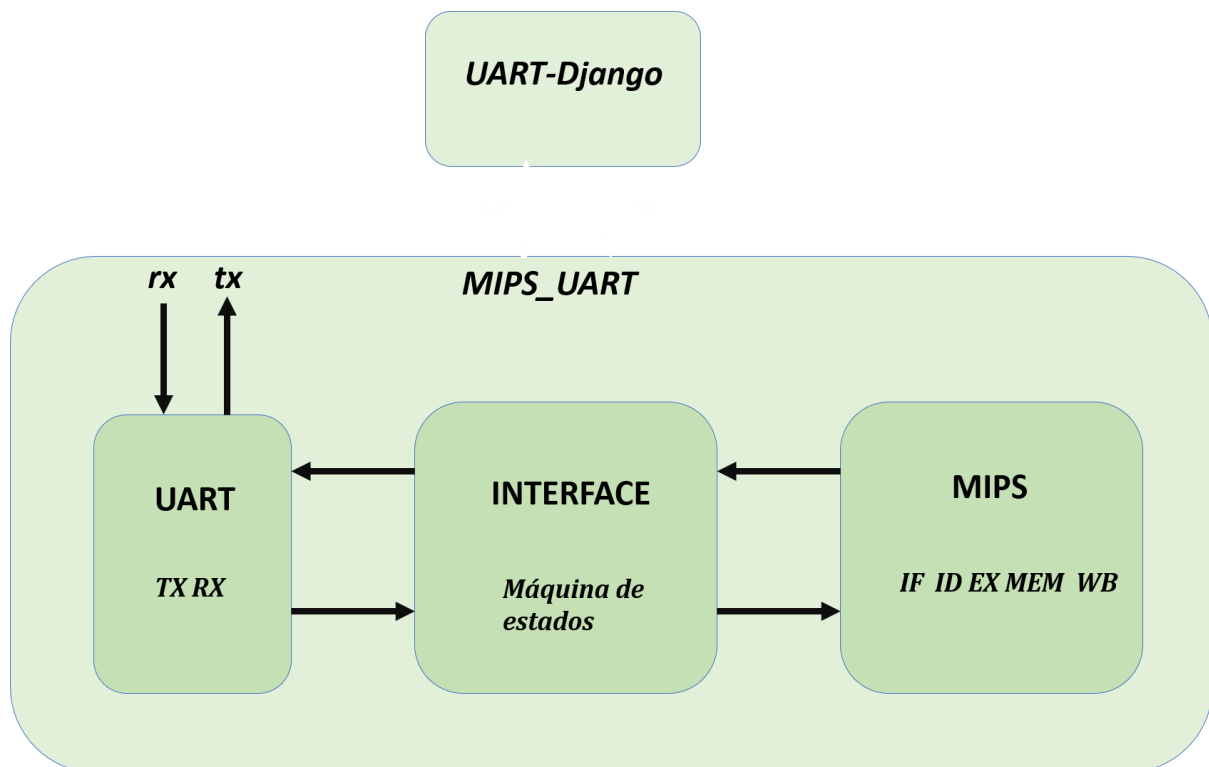 UART-Django
rx tx
MIPS_UART
UART
INTERFACE
MIPS
TX RX
Máquina de
estados
IF ID EX MEM WB